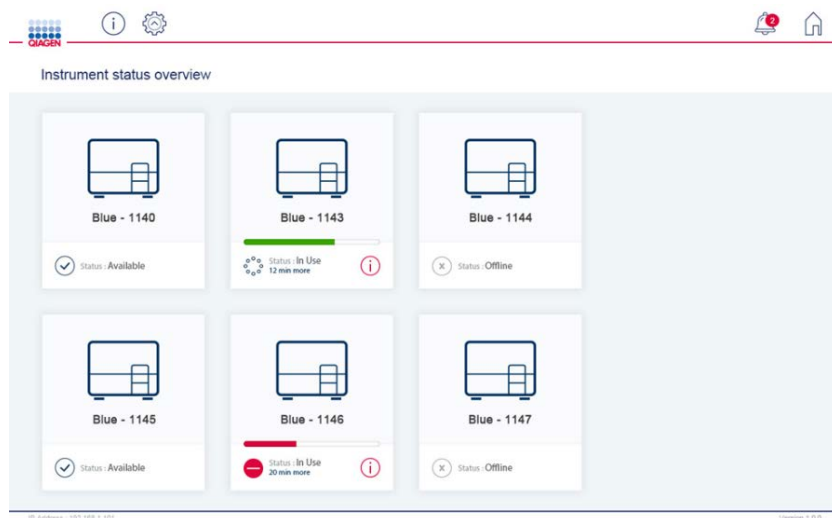 2
QIAGEN
Instrument status overview
Blue - 1140
Blue - 1143
Blue - 1144
Status : Available
Status : In Use
12 min more
Status : Offline
Blue - 1145
Blue - 1146
Blue - 1147
Status : Available
Status : In Use
20 min more
Status : Offline